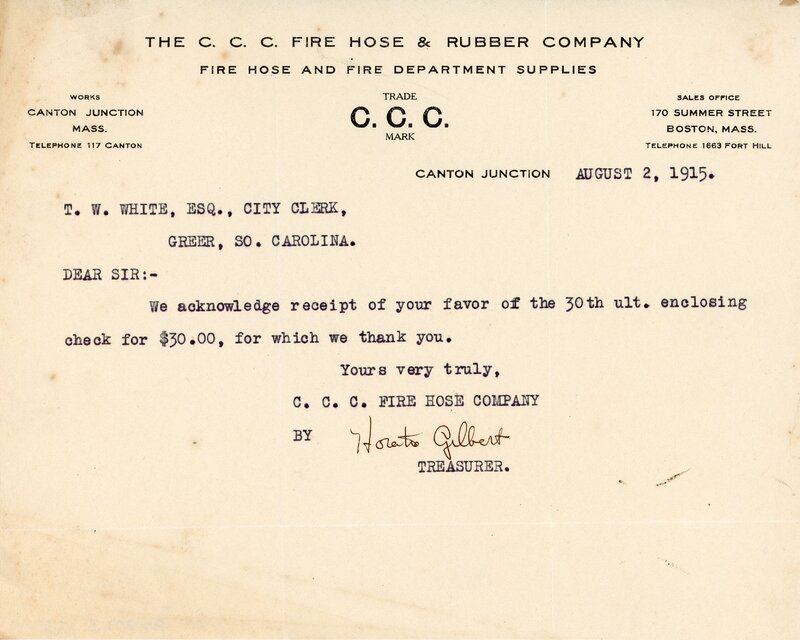 THE C. C. C. FIRE HOSE & RUBBER COMPANY
FIRE HOSE AND FIRE DEPARTMENT SUPPLIES
WORKS
CANTON JUNCTION
MASS.
TELEPHONE 117 CANTON
TRADE
C. C. C.
MARK
SALES OFFICE
170 SUMMER STREET
BOSTON, MASS.
TELEPHONE 1663 FORT HILL
CANTON JUNCTION AUGUST 2, 1915.
T. W. WHITE, ESQ., CITY CLERK,
GREER, SO. CAROLINA.
DEAR SIR:-
We acknowledge receipt of your favor of the 30th ult. enclosing
check for $30.00, for which we thank you.
Yours very truly,
C. C. C. FIRE HOSE COMPANY
BY Horatio Gilbert
TREASURER.